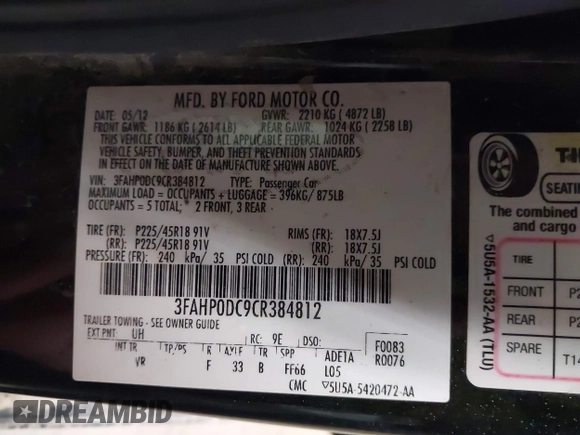 MFD. BY FORD MOTOR CO.
DATE: 05/12 GVWR: 2210 KG ( 4872 LB)
FRONT GAWR: 1186 KG ( 2614 LB) REAR GAWR: 1024 KG ( 2258 LB)
THIS VEHICLE CONFORMS TO ALL APPLICABLE FEDERAL MOTOR
VEHICLE SAFETY, BUMPER, AND THEFT PREVENTION STANDARDS
IN EFFECT ON THE DATE OF MANUFACTURE SHOWN ABOVE.
VIN: 3FAHP0DC9CR384812 TYPE: Passenger Car
MAXIMUM LOAD = OCCUPANTS + LUGGAGE = 396KG/ 875LB
OCCUPANTS = 5 TOTAL; 2 FRONT, 3 REAR
TIRE (FR): P225/45R18 91V RIMS (FR): 18X7.5J
(RR): P225/45R18 91V (RR): 18X7.5J
PRESSURE (FR): 240 kPa/ 35 PSI COLD (RR): 240 kPa/35 PSI COLD
3FAHP0DC9CR384812
TRAILER TOWING - SEE OWNER GUIDE
EXT PNT: UH RC: 9E DSO: F0083
INT TR TP/PS R AXLE TR SPP ADE1A R0076
VR F 33 B FF66 L05
CMC ▽5U5A-5420472-AA
SEATING
The combined
and cargo
TIRE
FRONT
REAR
SPARE
▽5U5A-1532-AA (TLU)